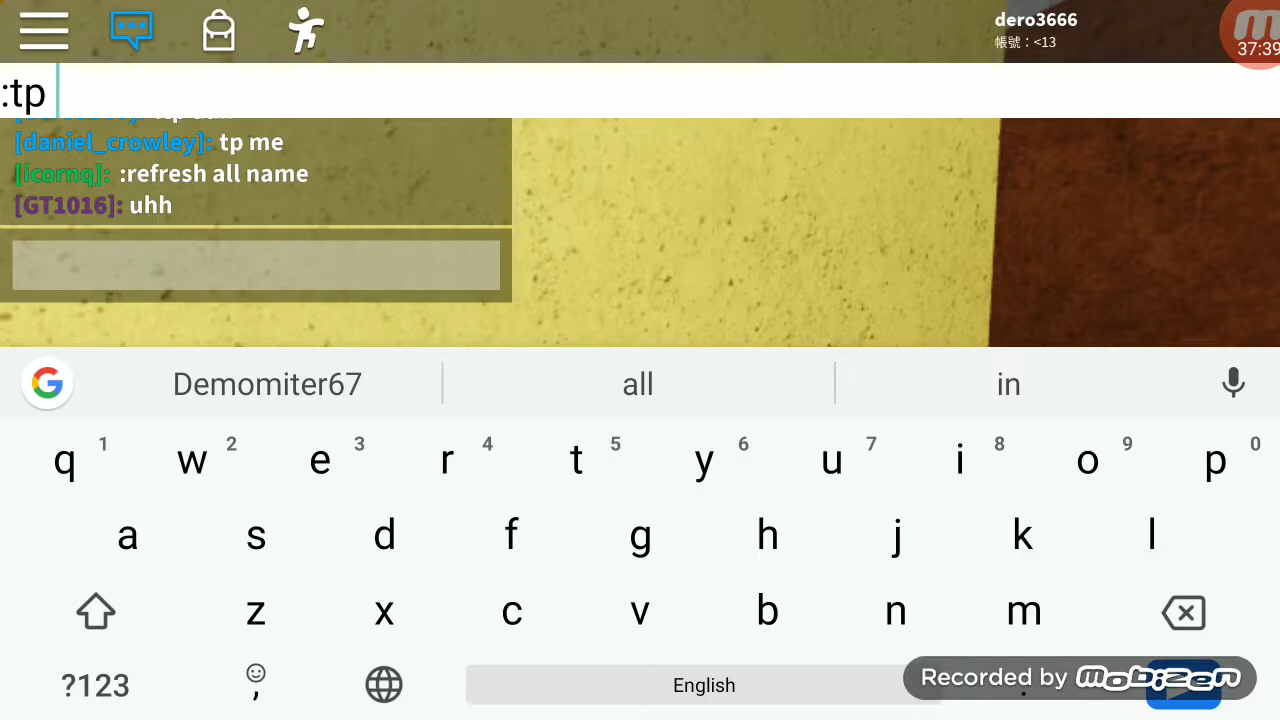 dero3666
帳號：<13
37:39
:tp
[daniel_crowley]: tp me
[icornq]: :refresh all name
[GT1016]: uhh
Demomiter67 all in
q 1 w 2 e 3 r 4 t 5 y 6 u 7 i 8 o 9 p 0
a s d f g h j k l
z x c v b n m
?123 , English .
Recorded by mobizen